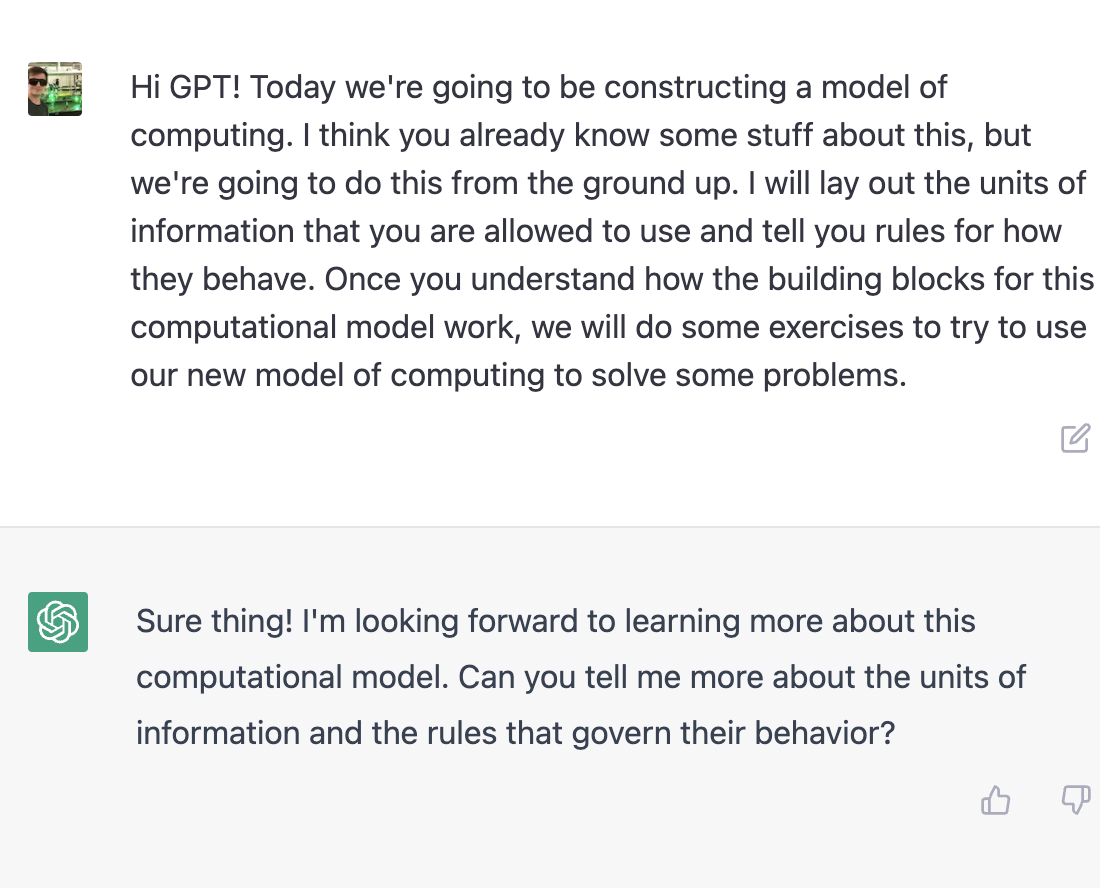 Hi GPT! Today we're going to be constructing a model of
computing. I think you already know some stuff about this, but
we're going to do this from the ground up. I will lay out the units of
information that you are allowed to use and tell you rules for how
they behave. Once you understand how the building blocks for this
computational model work, we will do some exercises to try to use
our new model of computing to solve some problems.
Sure thing! I'm looking forward to learning more about this
computational model. Can you tell me more about the units of
information and the rules that govern their behavior?